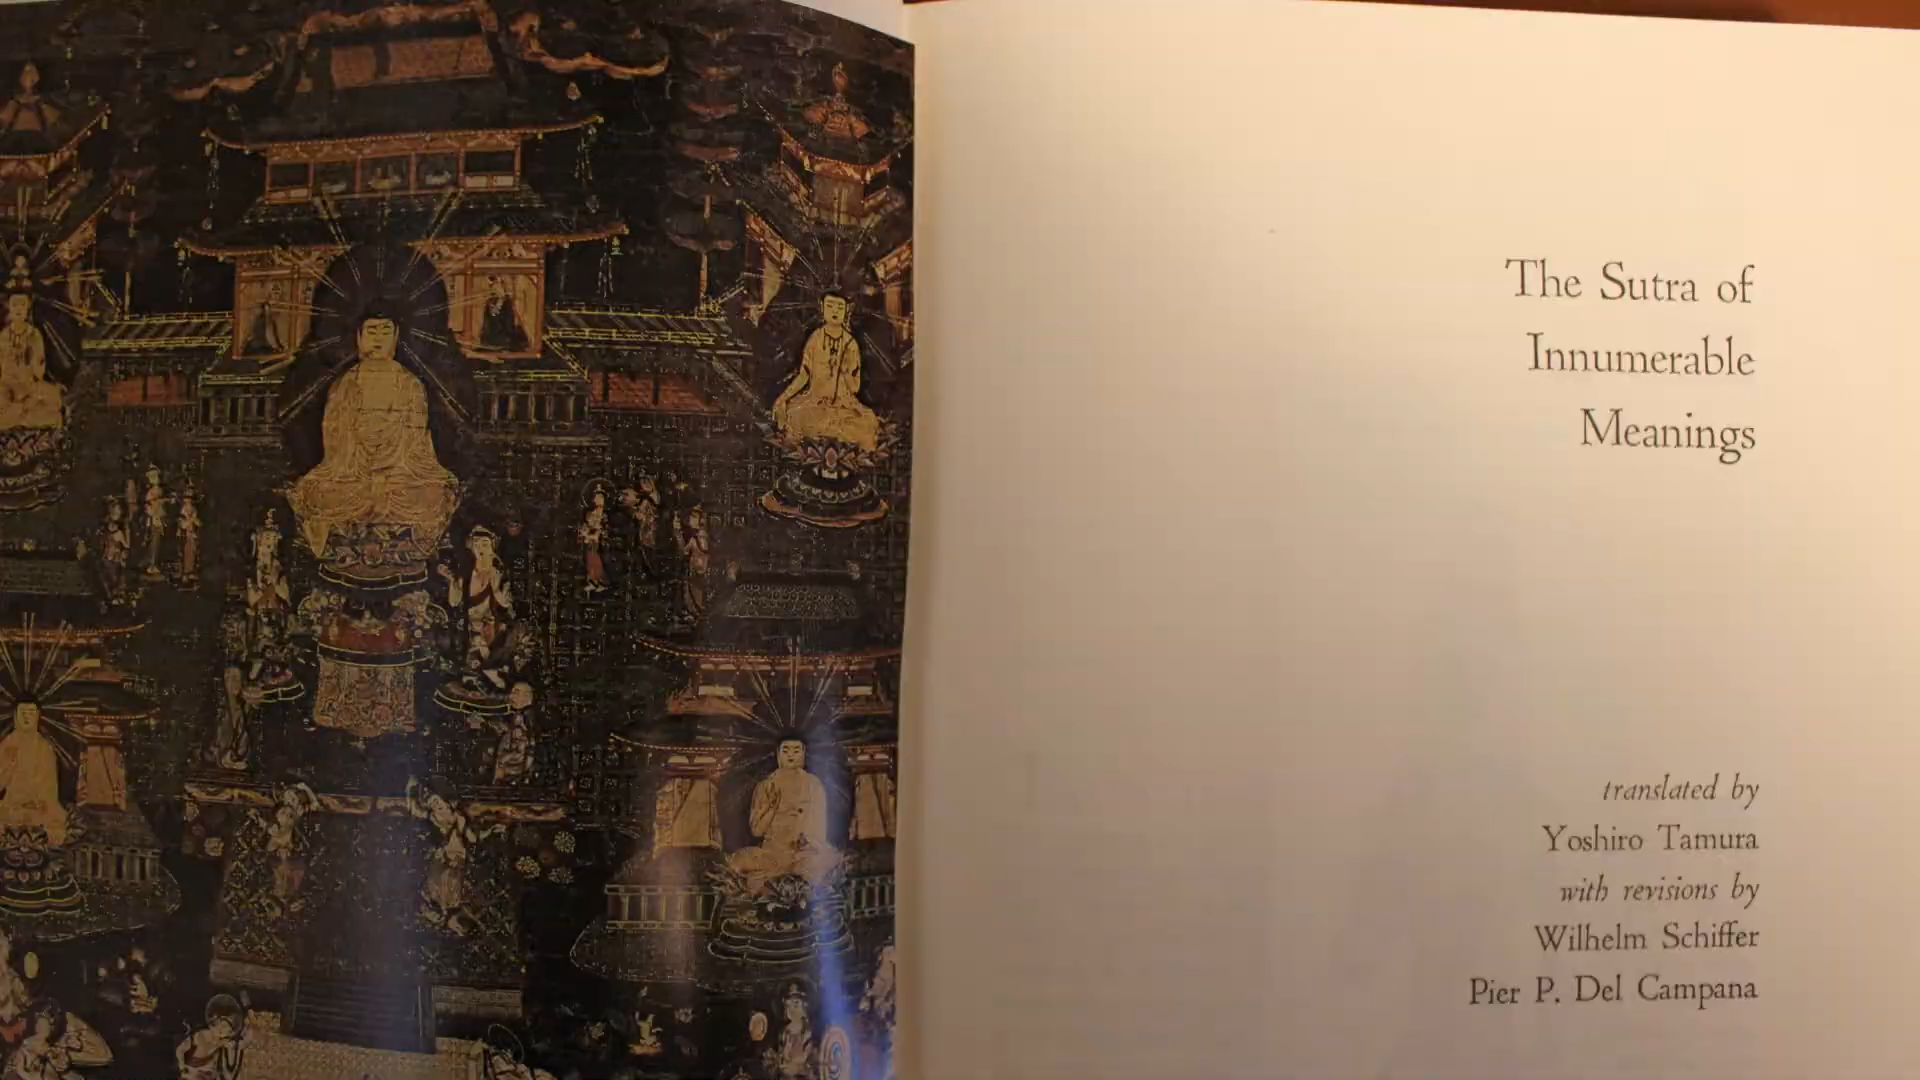 The Sutra of
Innumerable
Meanings
translated by
Yoshiro Tamura
with revisions by
Wilhelm Schiffer
Pier P. Del Campana